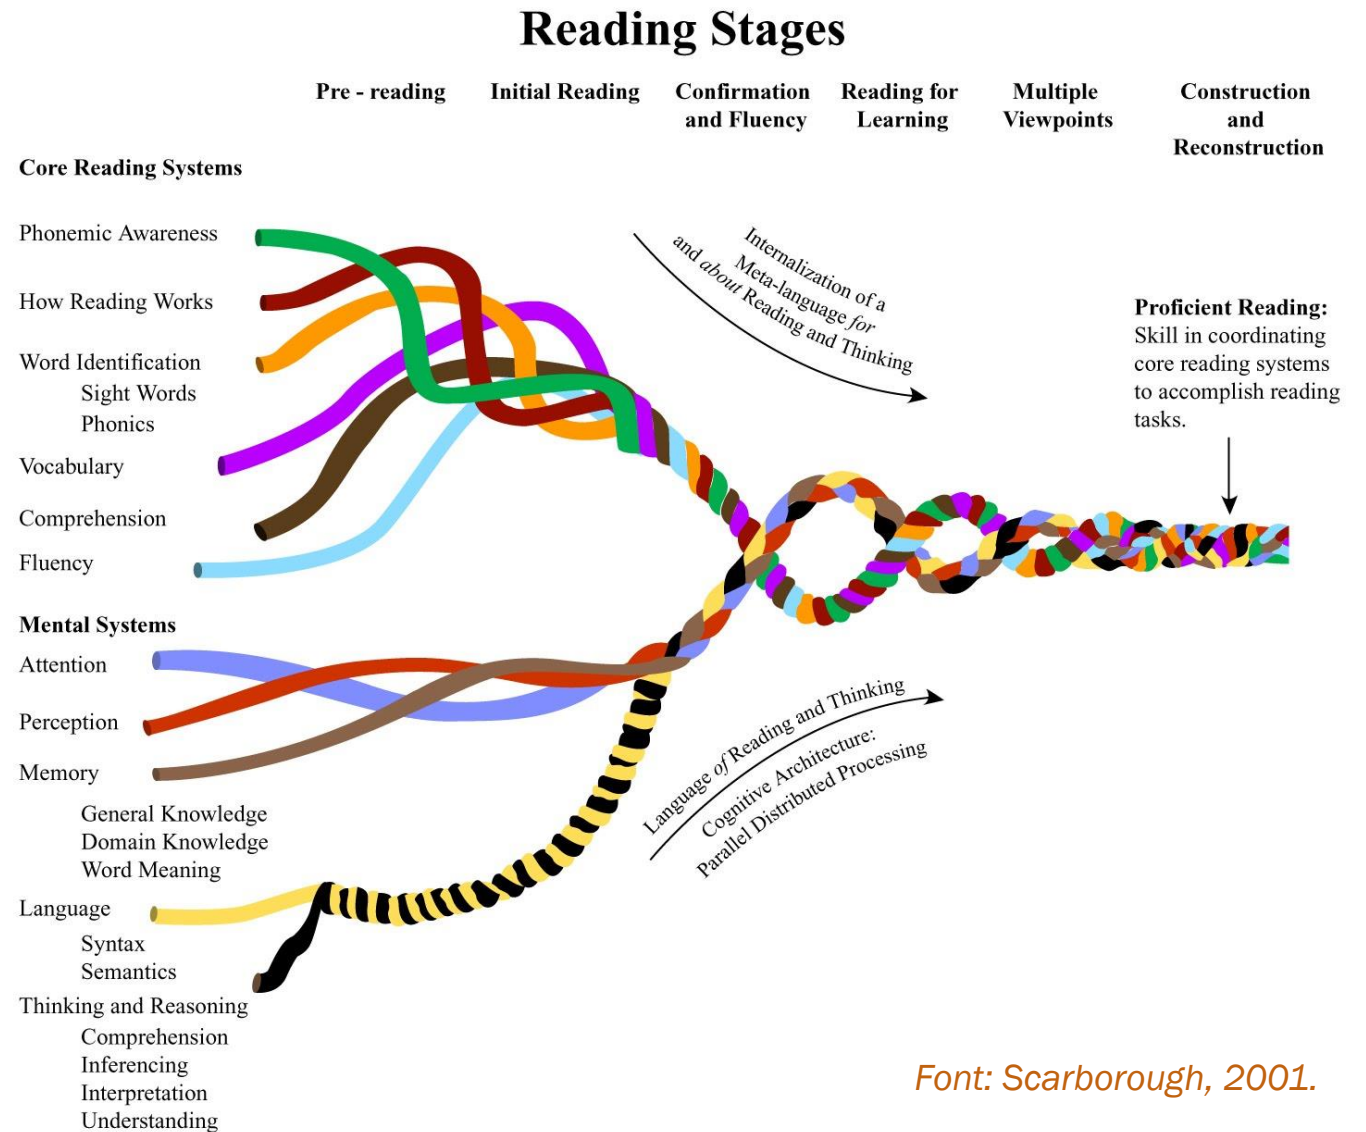 Reading Stages
Pre - reading
Initial Reading
Confirmation
and Fluency
Reading for
Learning
Multiple
Viewpoints
Construction
and
Reconstruction
Core Reading Systems
Phonemic Awareness
How Reading Works
Word Identification
Sight Words
Phonics
Vocabulary
Comprehension
Fluency
Internalization of a
Meta-language for
and about Reading and Thinking
Proficient Reading:
Skill in coordinating
core reading systems
to accomplish reading
tasks.
Mental Systems
Attention
Perception
Memory
General Knowledge
Domain Knowledge
Word Meaning
Language
Syntax
Semantics
Thinking and Reasoning
Comprehension
Inferencing
Interpretation
Understanding
Language of Reading and Thinking
Cognitive Architecture:
Parallel Distributed Processing
Font: Scarborough, 2001.